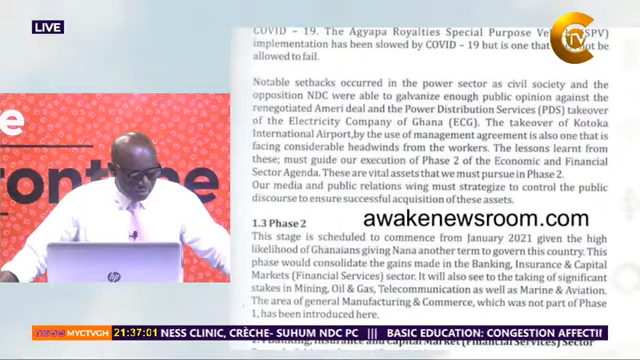 LIVE
COVID – 19. The Agyapa Royalties Special Purpose
implementation has been slowed by COVID – 19 but is one that
allowed to fail.
Notable setbacks occurred in the power sector as civil society and the
opposition NDC were able to galvanize enough public opinion against the
renegotiated Ameri deal and the Power Distribution Services (PDS) takeover
of the Electricity Company of Ghana (ECG). The takeover of Kotoka
International Airport,by the use of management agreement is also one that is
facing considerable headwinds from the workers. The lessons learnt from
these; must guide our execution of Phase 2 of the Economic and Financial
Sector Agenda. These are vital assets that we must pursue in Phase 2.
Our media and public relations wing must strategize to control the public
discourse to ensure successful acquisition of these assets.
awakenewsroom.com
1.3 Phase 2
This stage is scheduled to commence from January 2021 given the high
likelihood of Ghanaians giving Nana another term to govern this country. This
phase would consolidate the gains made in the Banking, Insurance & Capital
Markets (Financial Services) sector. It will also see to the taking of significant
stakes in Mining, Oil & Gas, Telecommunication as well as Marine & Aviation.
The area of general Manufacturing & Commerce, which was not part of Phase
1, has been introduced here.
TV
hp
MYCTVGH 21:37:01 NESS CLINIC, CRÈCHE- SUHUM NDC PC ||| BASIC EDUCATION: CONGESTION AFFECTIN